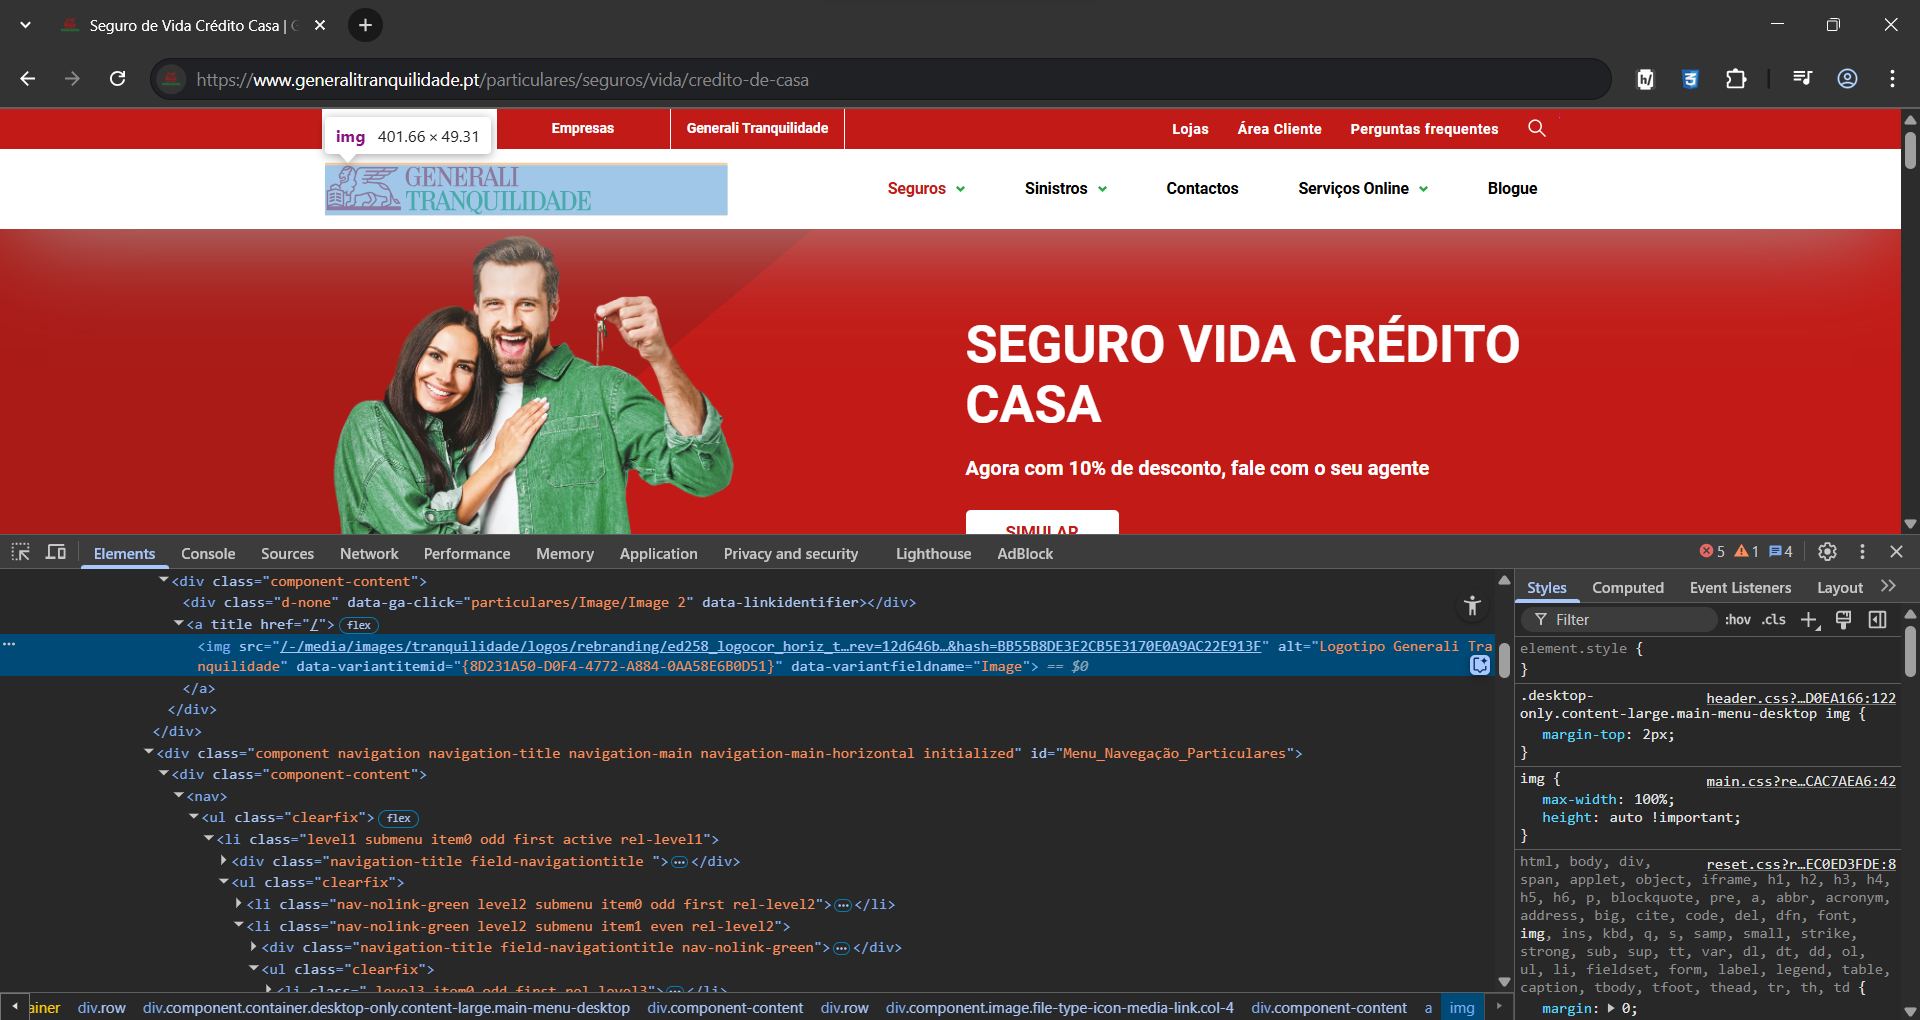 Seguro de Vida Crédito Casa | G
https://www.generalitranquilidade.pt/particulares/seguros/vida/credito-de-casa
img 401.66 × 49.31
Empresas
Generali Tranquilidade
Lojas
Área Cliente
Perguntas frequentes
GENERALI
TRANQUILIDADE
Seguros
Sinistros
Contactos
Serviços Online
Blogue
SEGURO VIDA CRÉDITO
CASA
Agora com 10% de desconto, fale com o seu agente
SIMULAR
Elements Console Sources Network Performance Memory Application Privacy and security Lighthouse AdBlock
5 1 4
<div class="component-content">
<div class="d-none" data-ga-click="particulares/Image/Image 2" data-linkidentifier></div>
<a title href="/"> flex
<img src="/-/media/images/tranquilidade/logos/rebranding/ed258_logocor_horiz_t…rev=12d646b…&hash=BB55B8DE3E2CB5E3170E0A9AC22E913F" alt="Logotipo Generali Tra
nquilidade" data-variantitemid="{8D231A50-D0F4-4772-A884-0AA58E6B0D51}" data-variantfieldname="Image"> == $0
</a>
</div>
</div>
<div class="component navigation navigation-title navigation-main navigation-main-horizontal initialized" id="Menu_Navegação_Particulares">
<div class="component-content">
<nav>
<ul class="clearfix"> flex
<li class="level1 submenu item0 odd first active rel-level1">
<div class="navigation-title field-navigationtitle ">…</div>
<ul class="clearfix">
<li class="nav-nolink-green level2 submenu item0 odd first rel-level2">…</li>
<li class="nav-nolink-green level2 submenu item1 even rel-level2">
<div class="navigation-title field-navigationtitle nav-nolink-green">…</div>
<ul class="clearfix">
<li class=" level3 item0 odd first rel-level3">…</li>
ainer div.row div.component.container.desktop-only.content-large.main-menu-desktop div.component-content div.row div.component.image.file-type-icon-media-link.col-4 div.component-content a img
Styles Computed Event Listeners Layout
Filter :hov .cls
element.style {
}
.desktop- header.css?…D0EA166:122
only.content-large.main-menu-desktop img {
margin-top: 2px;
}
img { main.css?re…CAC7AEA6:42
max-width: 100%;
height: auto !important;
}
html, body, div, reset.css?r…EC0ED3FDE:8
span, applet, object, iframe, h1, h2, h3, h4,
h5, h6, p, blockquote, pre, a, abbr, acronym,
address, big, cite, code, del, dfn, font,
img, ins, kbd, q, s, samp, small, strike,
strong, sub, sup, tt, var, dl, dt, dd, ol,
ul, li, fieldset, form, label, legend, table,
caption, tbody, tfoot, thead, tr, th, td {
margin: 0;